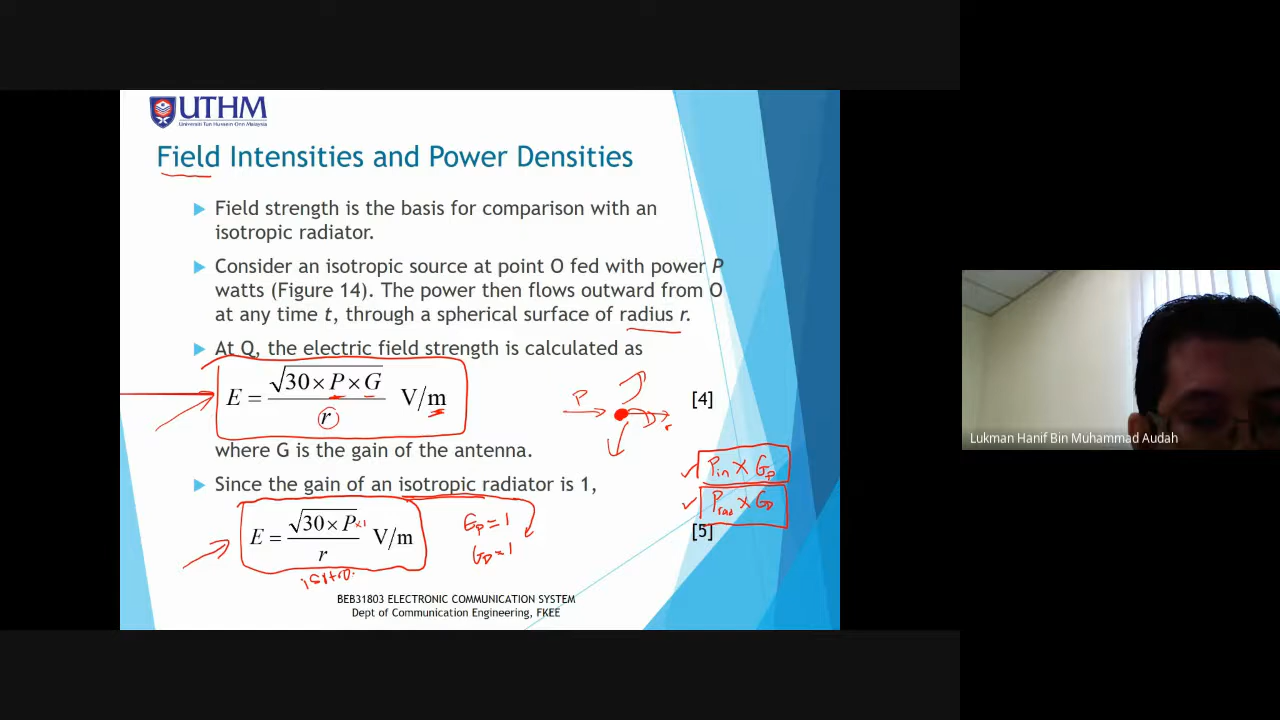 UTHM
Universiti Tun Hussein Onn Malaysia
Field Intensities and Power Densities
Field strength is the basis for comparison with an
isotropic radiator.
Consider an isotropic source at point O fed with power P
watts (Figure 14). The power then flows outward from O
at any time t, through a spherical surface of radius r.
At Q, the electric field strength is calculated as
E = √30 × P × G / r V/m [4]
P
r
where G is the gain of the antenna.
Pin × Gp
Since the gain of an isotropic radiator is 1,
Prad × GD
E = √30 × P ×1 / r V/m [5]
Gp = 1
GD = 1
BEB31803 ELECTRONIC COMMUNICATION SYSTEM
Dept of Communication Engineering, FKEE
Lukman Hanif Bin Muhammad Audah